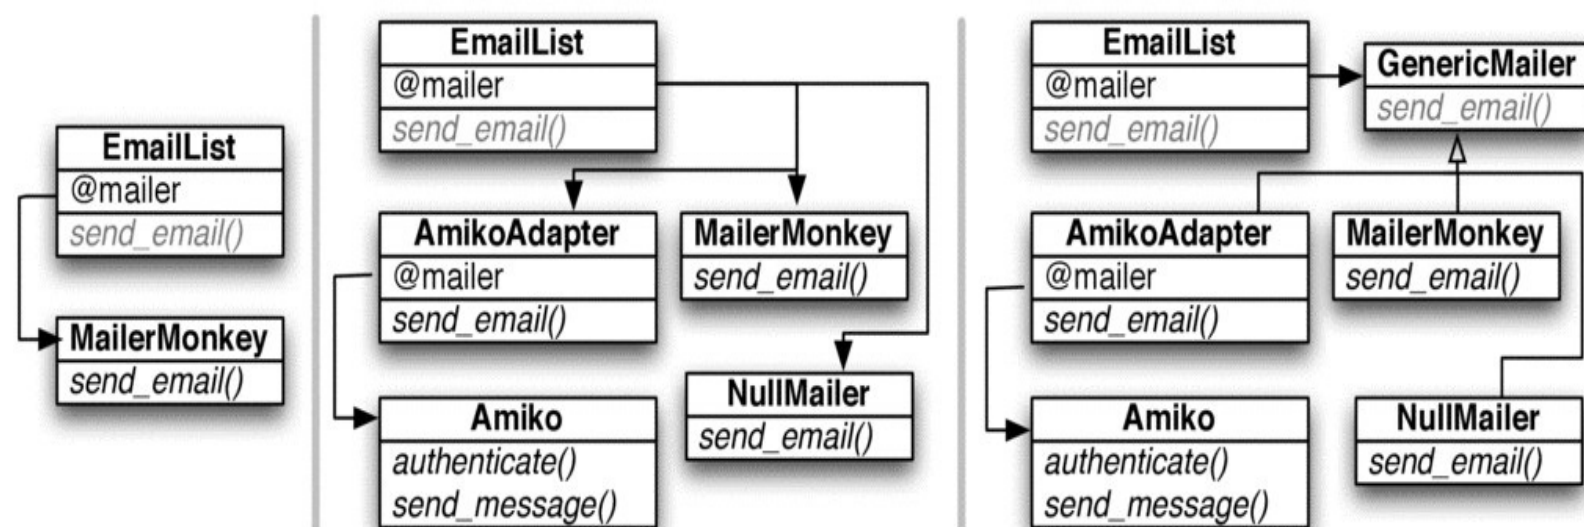 EmailList
@mailer
send_email()
MailerMonkey
send_email()
EmailList
@mailer
send_email()
AmikoAdapter
@mailer
send_email()
MailerMonkey
send_email()
Amiko
authenticate()
send_message()
NullMailer
send_email()
EmailList
@mailer
send_email()
GenericMailer
send_email()
AmikoAdapter
@mailer
send_email()
MailerMonkey
send_email()
Amiko
authenticate()
send_message()
NullMailer
send_email()